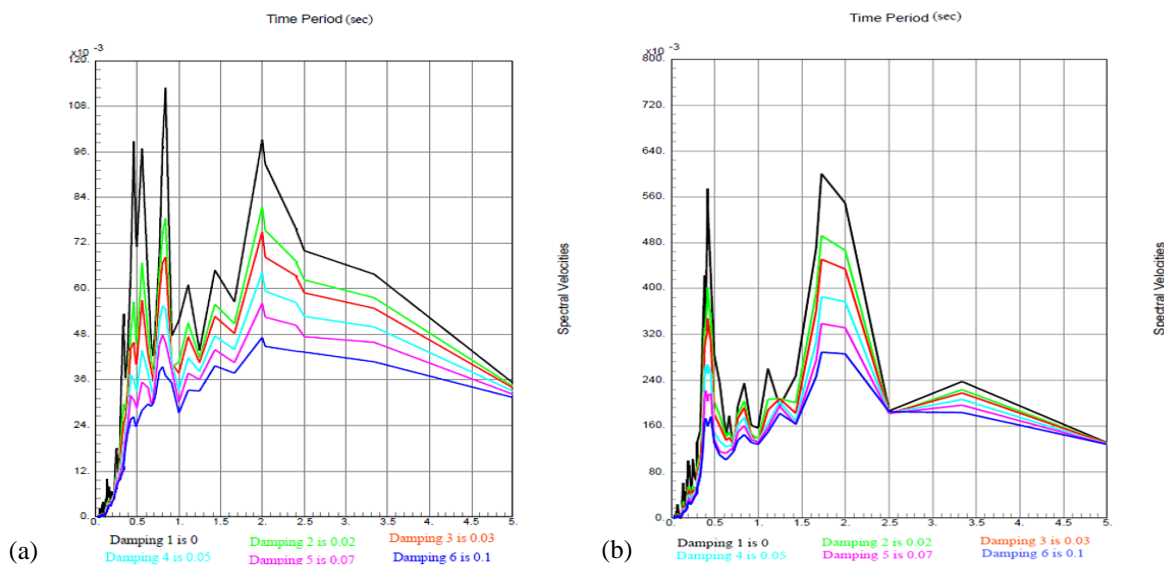 Time Period (sec)
x10 -3
120.
108.
96.
84.
72.
60.
48.
36.
24.
12.
0.
0. 0.5 1. 1.5 2. 2.5 3. 3.5 4. 4.5 5.
Spectral Velocities
(a)
Damping 1 is 0 Damping 2 is 0.02 Damping 3 is 0.03
Damping 4 is 0.05 Damping 5 is 0.07 Damping 6 is 0.1
Time Period (sec)
x10 -3
800.
720.
640.
560.
480.
400.
320.
240.
160.
80.
0.
0. 0.5 1. 1.5 2. 2.5 3. 3.5 4. 4.5 5.
Spectral Velocities
(b)
Damping 1 is 0 Damping 2 is 0.02 Damping 3 is 0.03
Damping 4 is 0.05 Damping 5 is 0.07 Damping 6 is 0.1